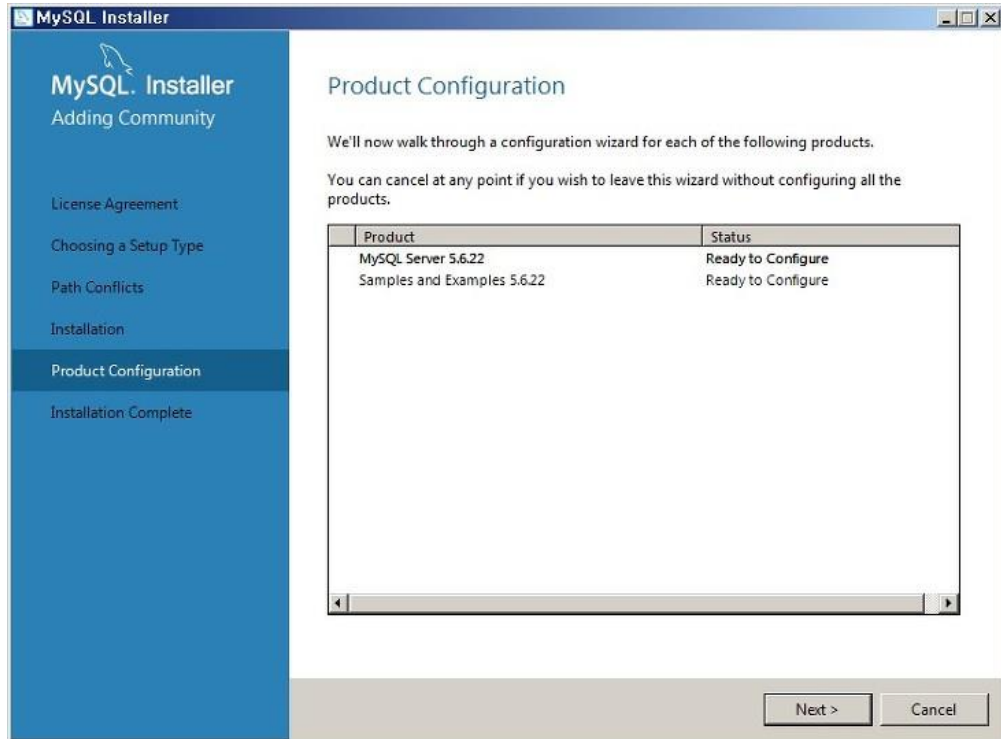 MySQL Installer
MySQL. Installer
Adding Community
License Agreement
Choosing a Setup Type
Path Conflicts
Installation
Product Configuration
Installation Complete
Product Configuration
We'll now walk through a configuration wizard for each of the following products.
You can cancel at any point if you wish to leave this wizard without configuring all the
products.
Product Status
MySQL Server 5.6.22 Ready to Configure
Samples and Examples 5.6.22 Ready to Configure
Next > Cancel